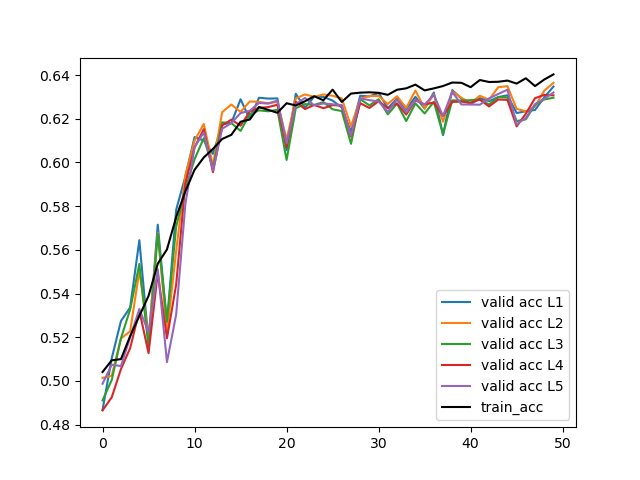 0.64
0.62
0.60
0.58
0.56
0.54
0.52
0.50
0.48
0 10 20 30 40 50
valid acc L1
valid acc L2
valid acc L3
valid acc L4
valid acc L5
train_acc